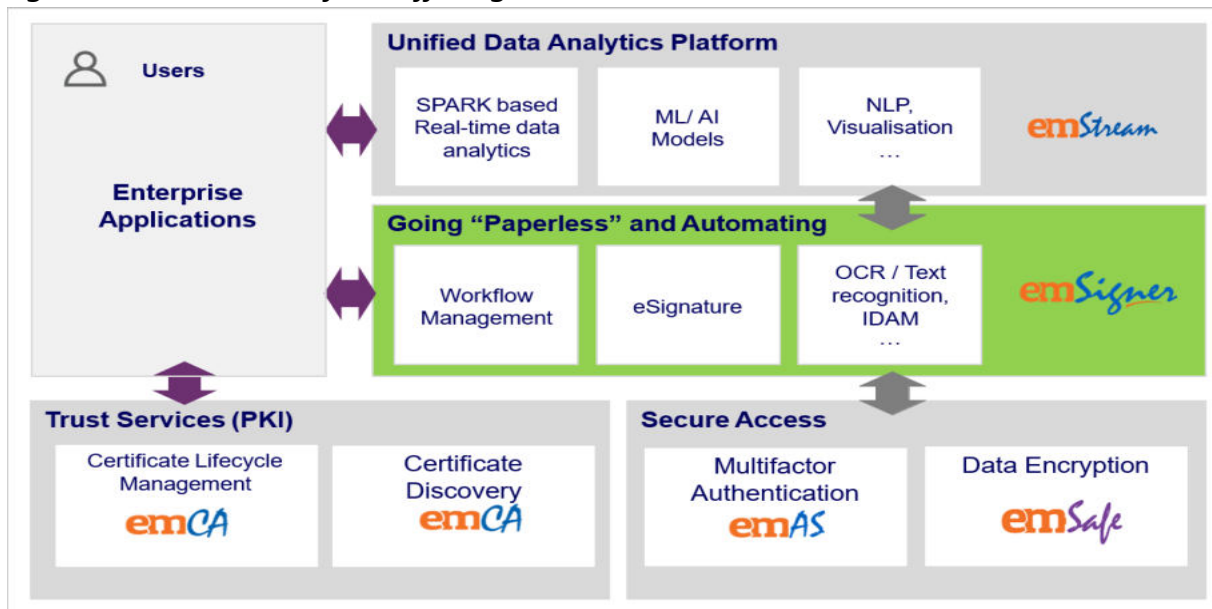 Users
Enterprise
Applications
Unified Data Analytics Platform
SPARK based
Real-time data
analytics
ML/ AI
Models
NLP,
Visualisation
…
emStream
Going “Paperless” and Automating
Workflow
Management
eSignature
OCR / Text
recognition,
IDAM
…
emSigner
Trust Services (PKI)
Certificate Lifecycle
Management
emCA
Certificate
Discovery
emCA
Secure Access
Multifactor
Authentication
emAS
Data Encryption
emSafe